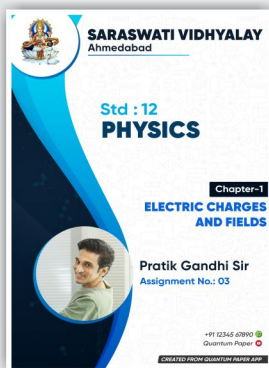 SARASWATI VIDHYALAY
Ahmedabad
Std : 12
PHYSICS
Chapter-1
ELECTRIC CHARGES
AND FIELDS
Pratik Gandhi Sir
Assignment No.: 03
+91 12345 67890
Quantum Paper
CREATED FROM QUANTUM PAPER APP